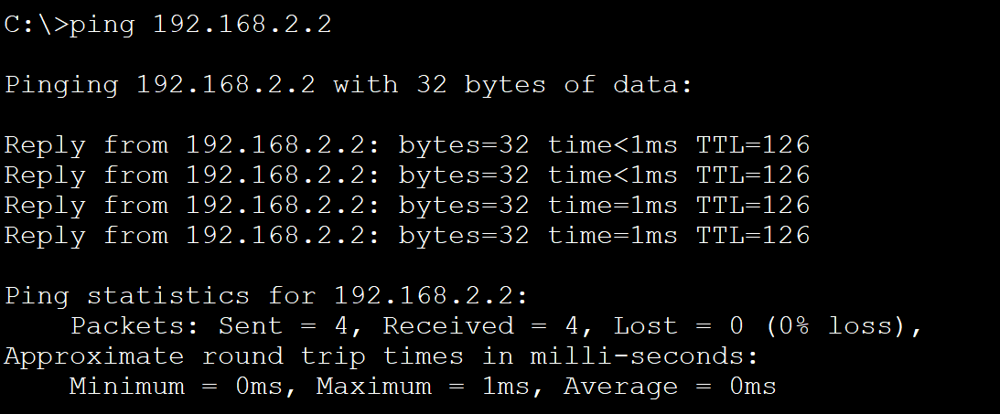 C:\>ping 192.168.2.2
Pinging 192.168.2.2 with 32 bytes of data:
Reply from 192.168.2.2: bytes=32 time<1ms TTL=126
Reply from 192.168.2.2: bytes=32 time<1ms TTL=126
Reply from 192.168.2.2: bytes=32 time=1ms TTL=126
Reply from 192.168.2.2: bytes=32 time=1ms TTL=126
Ping statistics for 192.168.2.2:
    Packets: Sent = 4, Received = 4, Lost = 0 (0% loss),
Approximate round trip times in milli-seconds:
    Minimum = 0ms, Maximum = 1ms, Average = 0ms